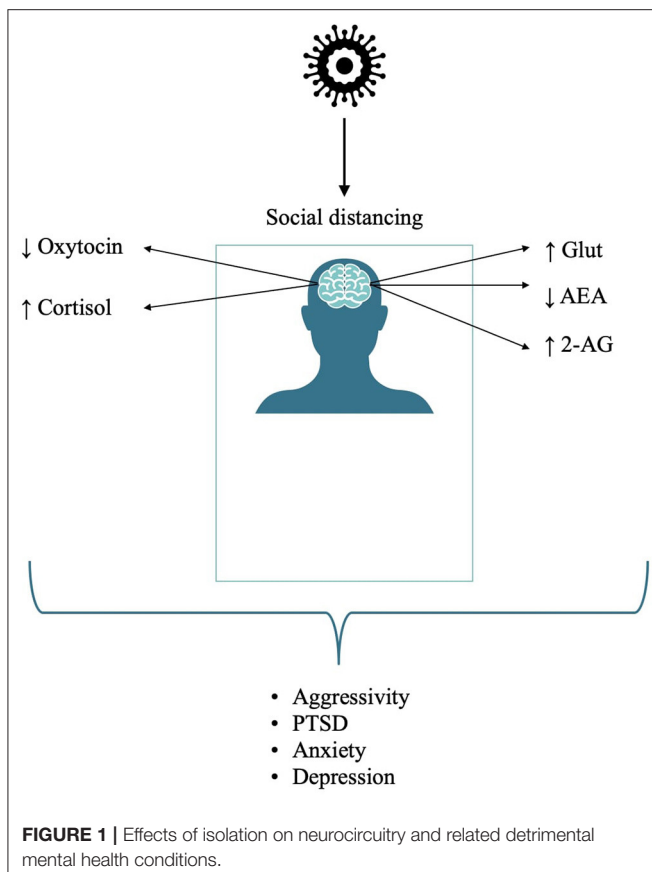 Social distancing
↓ Oxytocin
↑ Cortisol
↑ Glut
↓ AEA
↑ 2-AG
• Aggressivity
• PTSD
• Anxiety
• Depression
FIGURE 1 | Effects of isolation on neurocircuitry and related detrimental
mental health conditions.